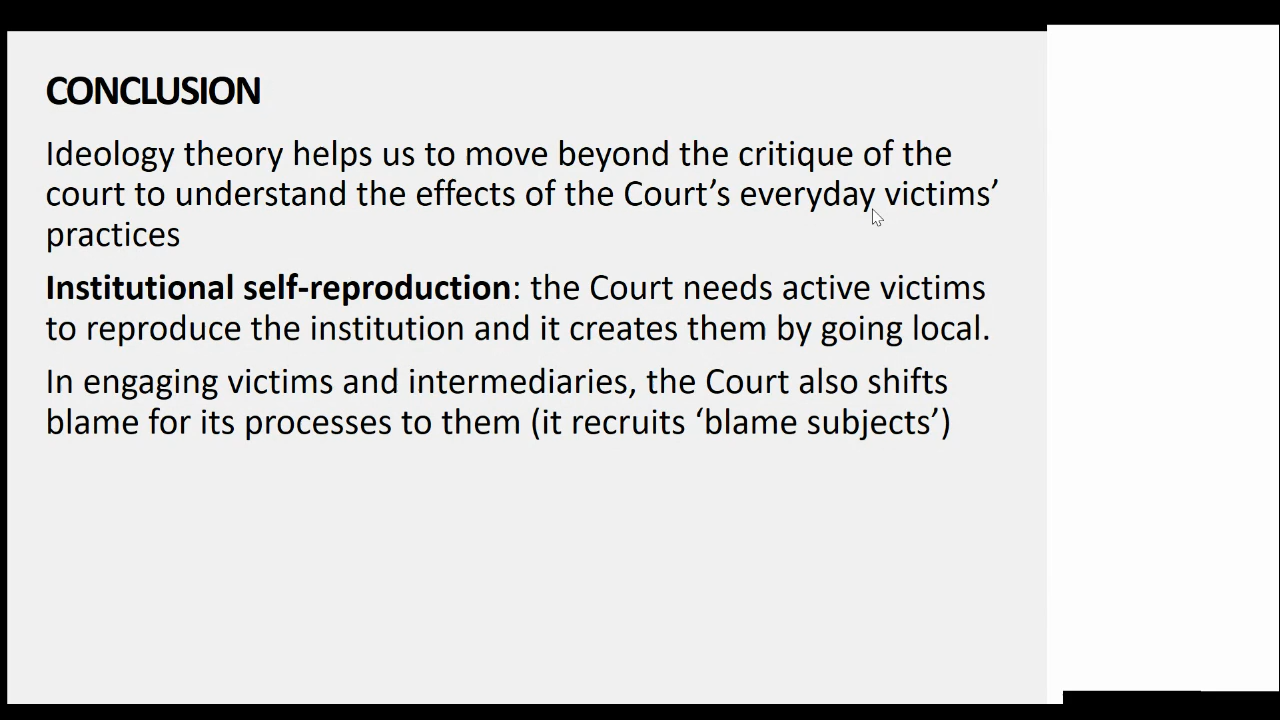 CONCLUSION
Ideology theory helps us to move beyond the critique of the
court to understand the effects of the Court’s everyday victims’
practices
Institutional self-reproduction: the Court needs active victims
to reproduce the institution and it creates them by going local.
In engaging victims and intermediaries, the Court also shifts
blame for its processes to them (it recruits ‘blame subjects’)